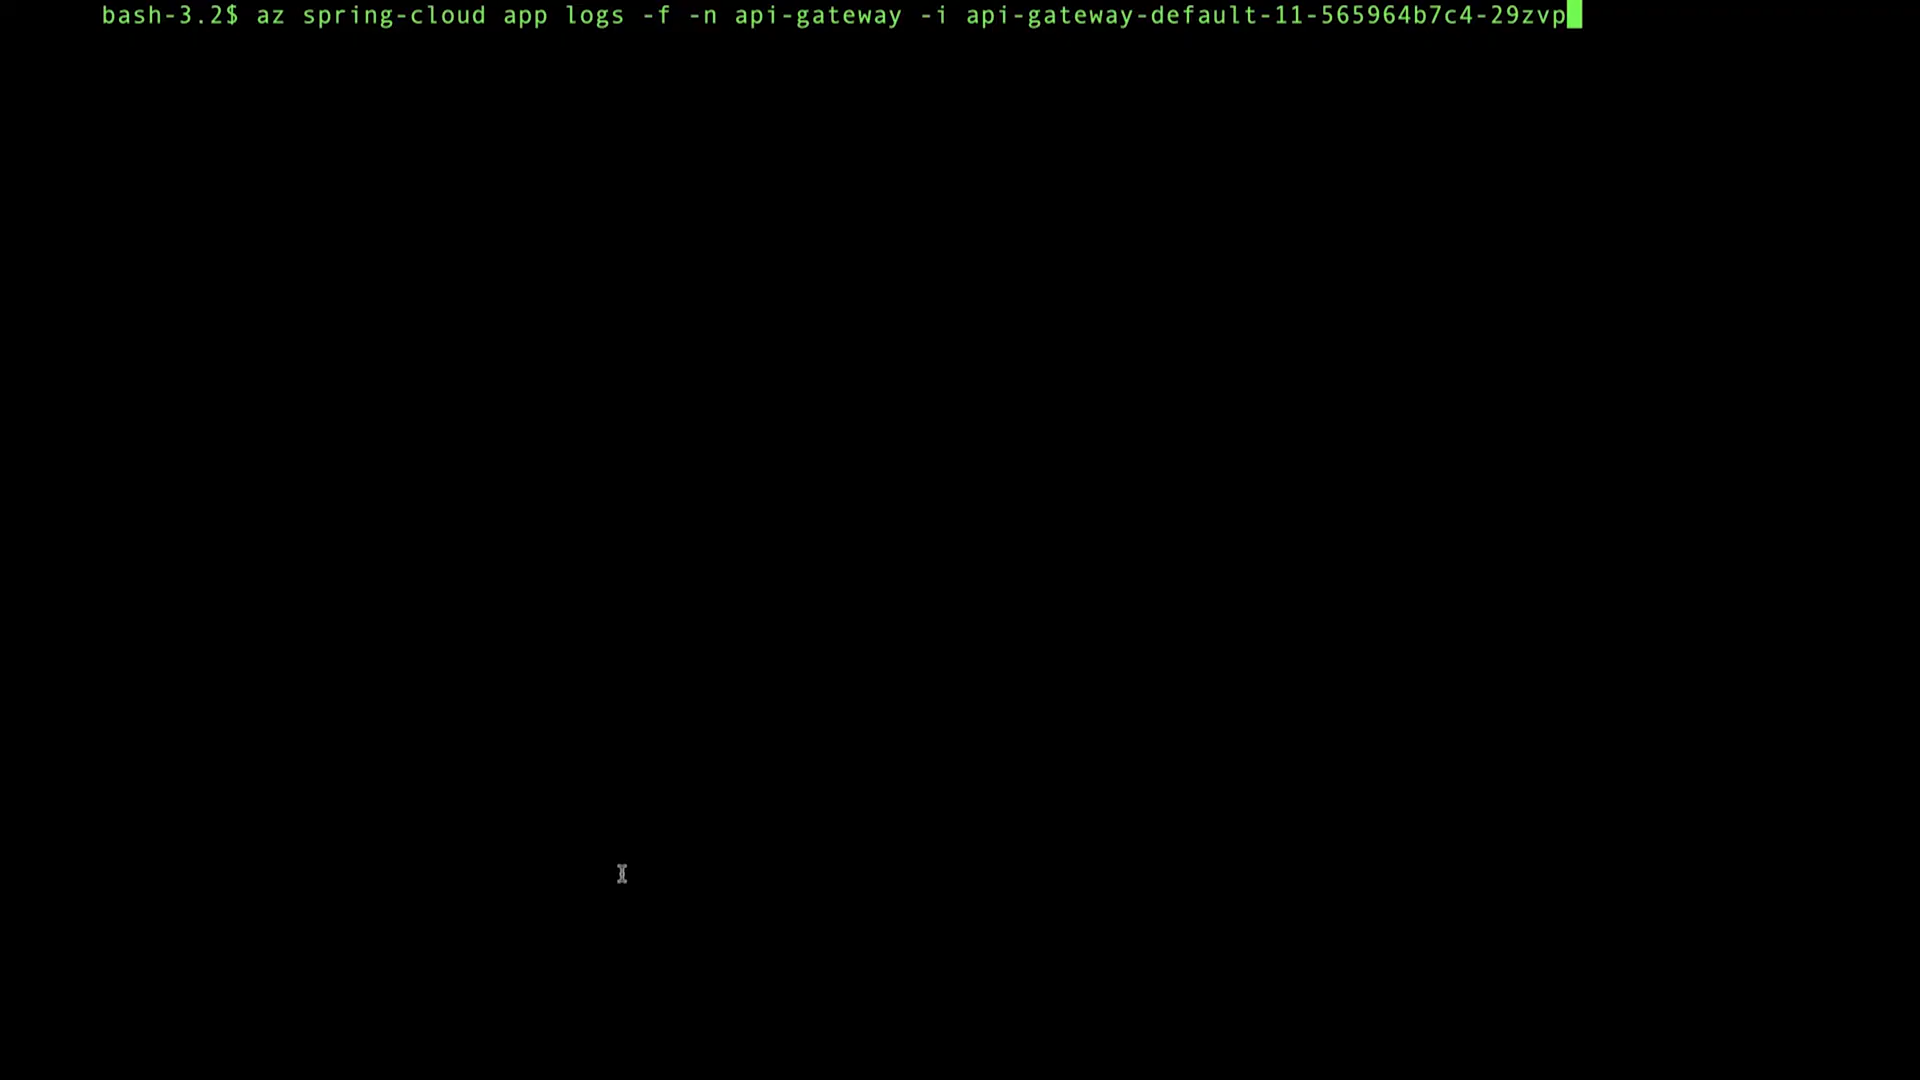 bash-3.2$ az spring-cloud app logs -f -n api-gateway -i api-gateway-default-11-565964b7c4-29zvp